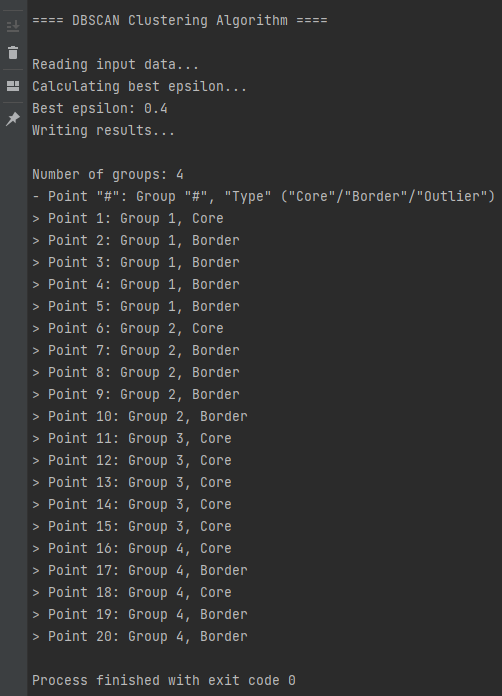 ==== DBSCAN Clustering Algorithm ====
Reading input data...
Calculating best epsilon...
Best epsilon: 0.4
Writing results...
Number of groups: 4
- Point "#": Group "#", "Type" ("Core"/"Border"/"Outlier")
> Point 1: Group 1, Core
> Point 2: Group 1, Border
> Point 3: Group 1, Border
> Point 4: Group 1, Border
> Point 5: Group 1, Border
> Point 6: Group 2, Core
> Point 7: Group 2, Border
> Point 8: Group 2, Border
> Point 9: Group 2, Border
> Point 10: Group 2, Border
> Point 11: Group 3, Core
> Point 12: Group 3, Core
> Point 13: Group 3, Core
> Point 14: Group 3, Core
> Point 15: Group 3, Core
> Point 16: Group 4, Core
> Point 17: Group 4, Border
> Point 18: Group 4, Core
> Point 19: Group 4, Border
> Point 20: Group 4, Border
Process finished with exit code 0